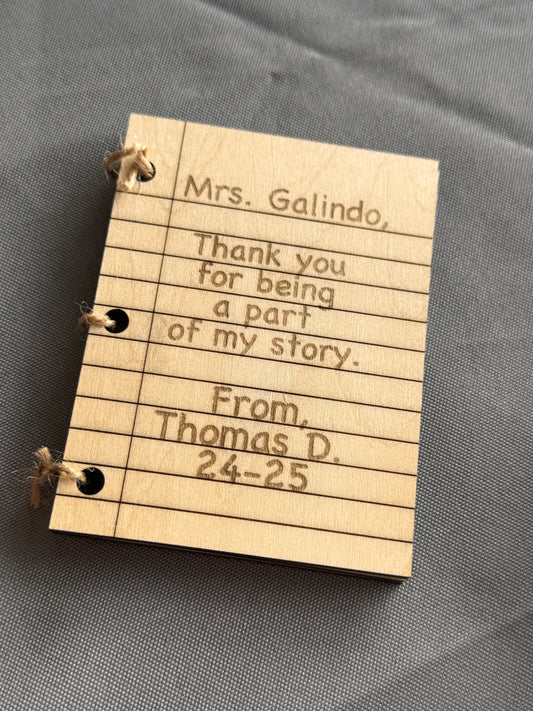 Mrs. Galindo,
Thank you
for being
a part
of my story.
From,
Thomas D.
24-25